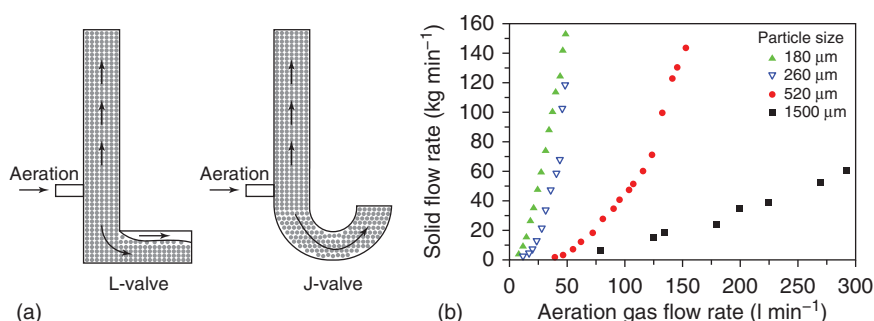 Aeration
Aeration
L-valve
J-valve
(a)
Solid flow rate (kg min⁻¹)
160
140
120
100
80
60
40
20
0
Particle size
180 µm
260 µm
520 µm
1500 µm
0 50 100 150 200 250 300
Aeration gas flow rate (l min⁻¹)
(b)